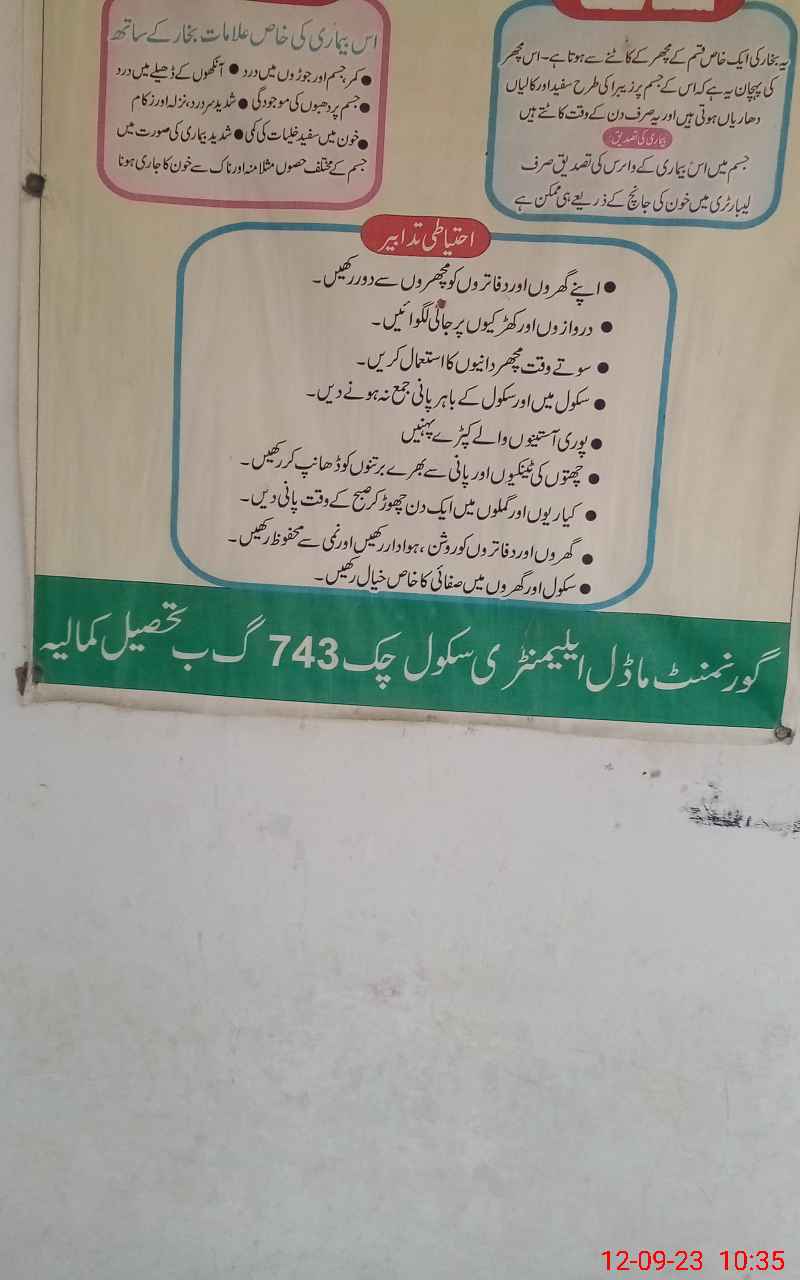 یہ بخار کی ایک خاص قسم کے مچھر کے کاٹنے سے ہوتا ہے۔ اس مچھر
کی پہچان یہ ہے کہ اس کے جسم پر زیبرا کی طرح سفید اور کالیاں
دھاریاں ہوتی ہیں اور یہ صرف دن کے وقت کاٹتے ہیں
بیماری کی تصدیق:
جسم میں اس بیماری کے وائرس کی تصدیق صرف
لیبارٹری میں خون کی جانچ کے ذریعے ہی ممکن ہے
اس بیماری کی خاص علامات بخار کے ساتھ
● کمر، جسم اور جوڑوں میں درد ● آنکھوں کے ڈھیلے میں درد
● جسم پر دھبوں کی موجودگی ● شدید سر درد، نزلہ اور زکام
● خون میں سفید خلیات کی کمی ● شدید بیماری کی صورت میں
جسم کے مختلف حصوں مثلا منہ اور ناک سے خون کا جاری ہونا
احتیاطی تدابیر
● اپنے گھروں اور دفاتروں کو مچھروں سے دور رکھیں۔
● دروازوں اور کھڑکیوں پر جالی لگوائیں۔
● سوتے وقت مچھر دانیوں کا استعمال کریں۔
● سکول میں اور سکول کے باہر پانی جمع نہ ہونے دیں۔
● پوری آستینوں والے کپڑے پہنیں
● چھتوں کی ٹینکیوں اور پانی سے بھرے برتنوں کو ڈھانپ کر رکھیں۔
● کیاریوں اور گملوں میں ایک دن چھوڑ کر صبح کے وقت پانی دیں۔
● گھروں اور دفاتروں کو روشن، ہوادار رکھیں اور نمی سے محفوظ رکھیں۔
● سکول اور گھروں میں صفائی کا خاص خیال رکھیں۔
گورنمنٹ ماڈل ایلیمنٹری سکول چک 743 گ ب تحصیل کمالیہ
12-09-23 10:35